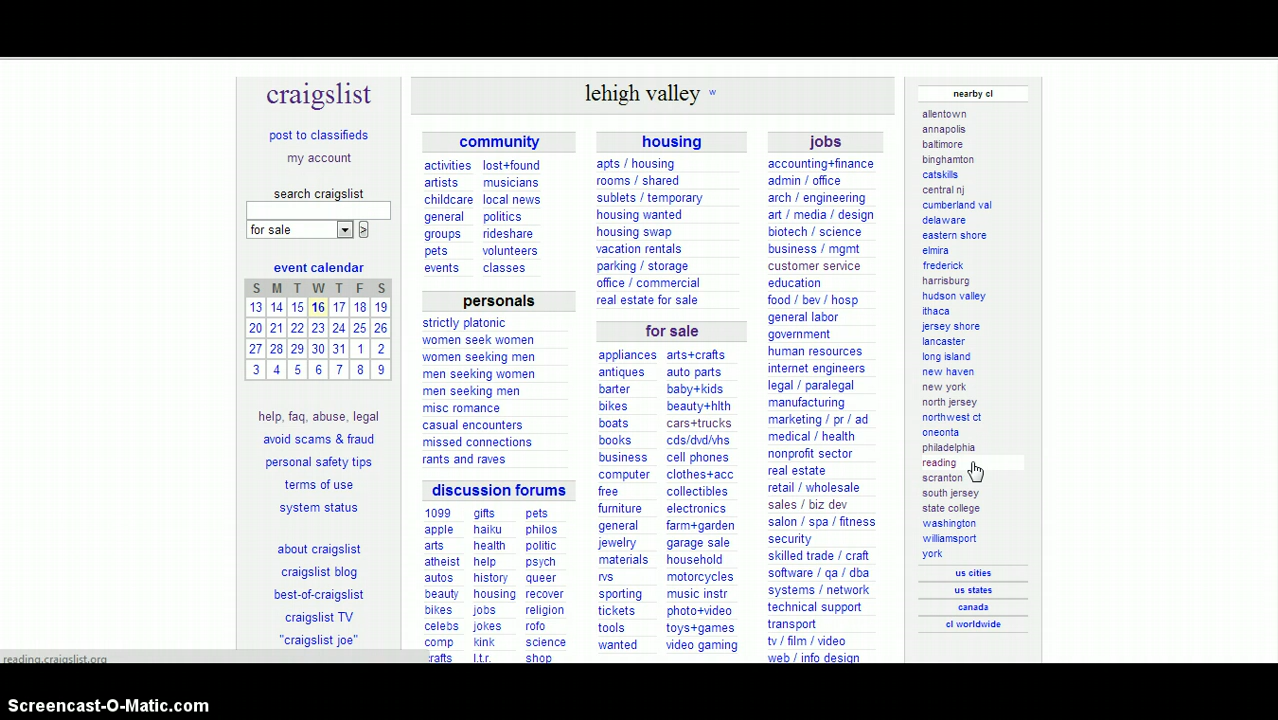 craigslist
post to classifieds
my account
search craigslist
for sale >
event calendar
S M T W T F S
13 14 15 16 17 18 19
20 21 22 23 24 25 26
27 28 29 30 31 1 2
3 4 5 6 7 8 9
help, faq, abuse, legal
avoid scams & fraud
personal safety tips
terms of use
system status
about craigslist
craigslist blog
best-of-craigslist
craigslist TV
"craigslist joe"
lehigh valley w
community
activities lost+found
artists musicians
childcare local news
general politics
groups rideshare
pets volunteers
events classes
personals
strictly platonic
women seek women
women seeking men
men seeking women
men seeking men
misc romance
casual encounters
missed connections
rants and raves
discussion forums
1099 gifts pets
apple haiku philos
arts health politic
atheist help psych
autos history queer
beauty housing recover
bikes jobs religion
celebs jokes rofo
comp kink science
crafts l.t.r. shop
housing
apts / housing
rooms / shared
sublets / temporary
housing wanted
housing swap
vacation rentals
parking / storage
office / commercial
real estate for sale
for sale
appliances arts+crafts
antiques auto parts
barter baby+kids
bikes beauty+hlth
boats cars+trucks
books cds/dvd/vhs
business cell phones
computer clothes+acc
free collectibles
furniture electronics
general farm+garden
jewelry garage sale
materials household
rvs motorcycles
sporting music instr
tickets photo+video
tools toys+games
wanted video gaming
jobs
accounting+finance
admin / office
arch / engineering
art / media / design
biotech / science
business / mgmt
customer service
education
food / bev / hosp
general labor
government
human resources
internet engineers
legal / paralegal
manufacturing
marketing / pr / ad
medical / health
nonprofit sector
real estate
retail / wholesale
sales / biz dev
salon / spa / fitness
security
skilled trade / craft
software / qa / dba
systems / network
technical support
transport
tv / film / video
web / info design
nearby cl
allentown
annapolis
baltimore
binghamton
catskills
central nj
cumberland val
delaware
eastern shore
elmira
frederick
harrisburg
hudson valley
ithaca
jersey shore
lancaster
long island
new haven
new york
north jersey
northwest ct
oneonta
philadelphia
reading
scranton
south jersey
state college
washington
williamsport
york
us cities
us states
canada
cl worldwide
reading.craigslist.org
Screencast-O-Matic.com